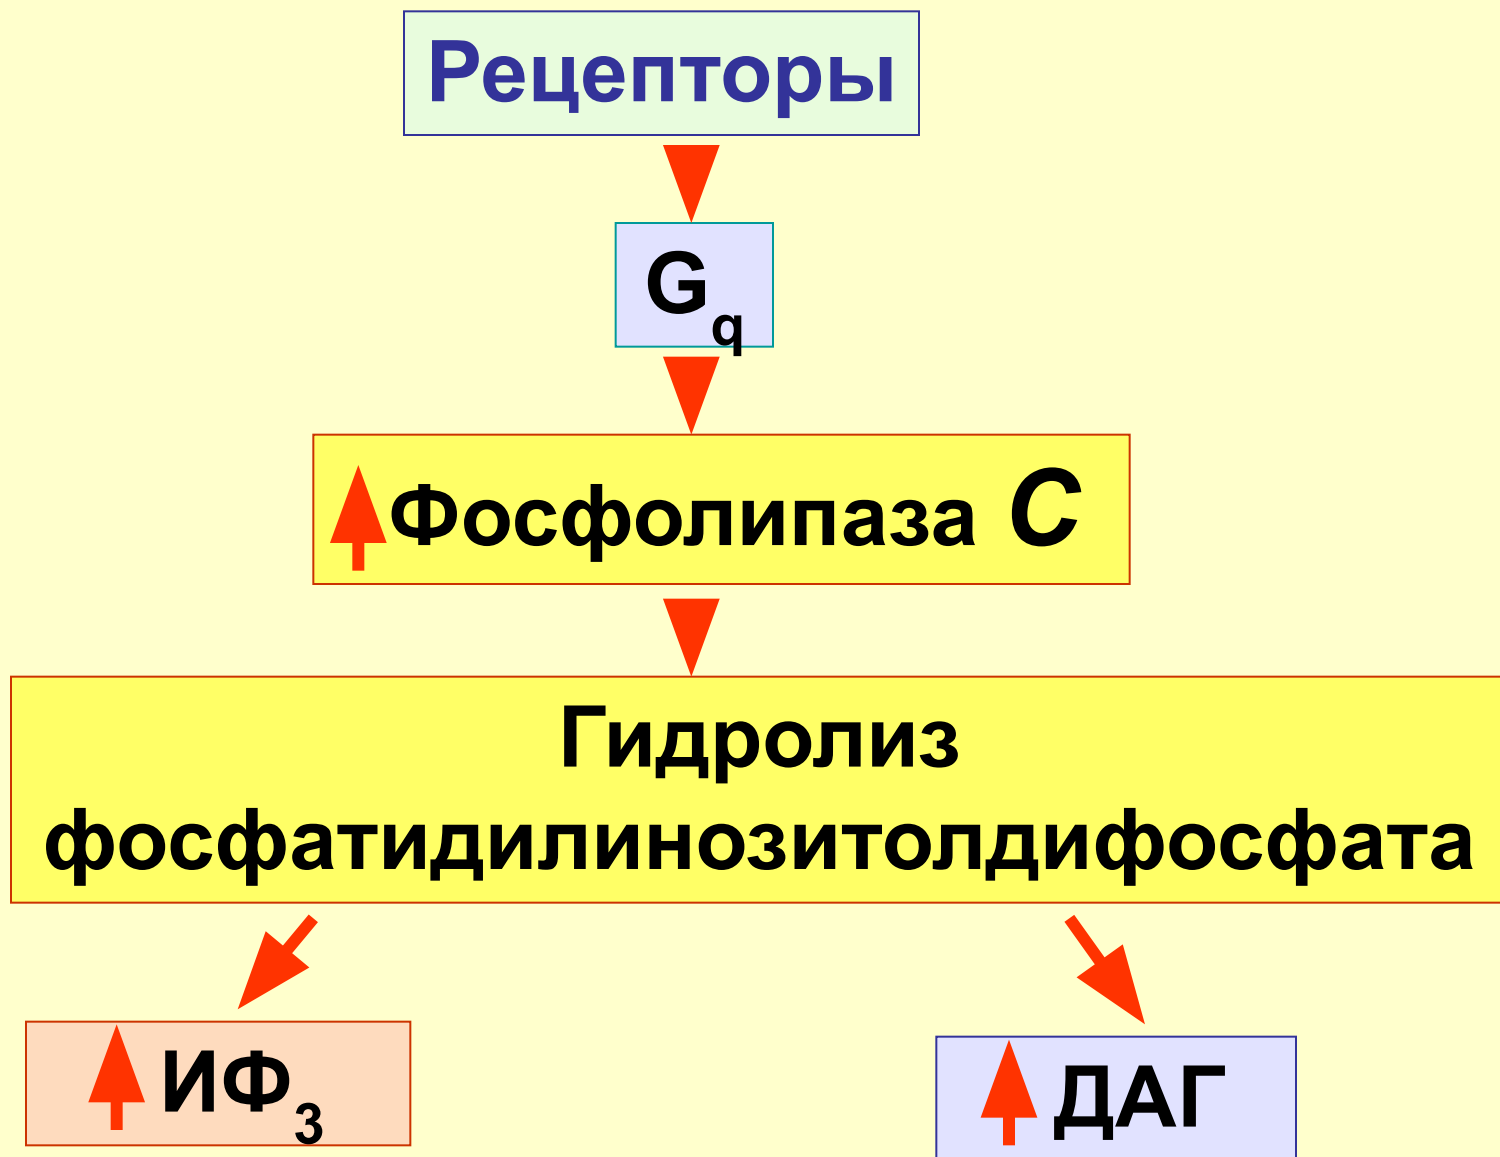 Рецепторы
Gq
Фосфолипаза C
Гидролиз
фосфатидилинозитолдифосфата
ИФ3
ДАГ